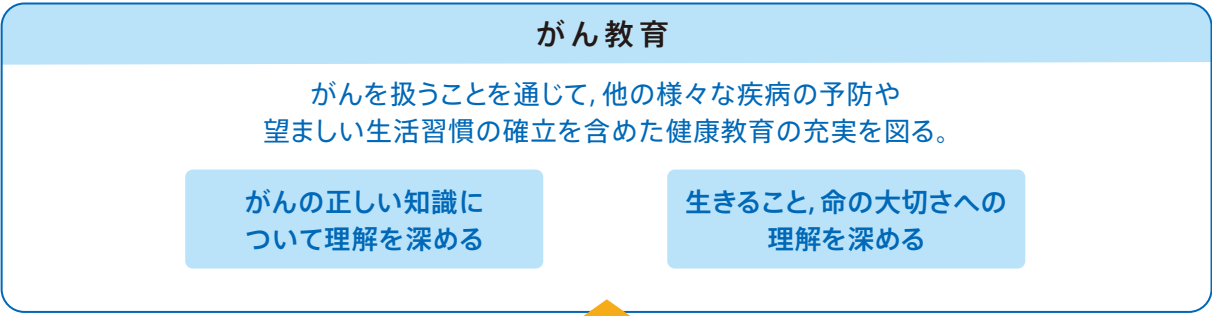 がん教育
がんを扱うことを通じて,他の様々な疾病の予防や
望ましい生活習慣の確立を含めた健康教育の充実を図る。
がんの正しい知識に
ついて理解を深める
生きること,命の大切さへの
理解を深める